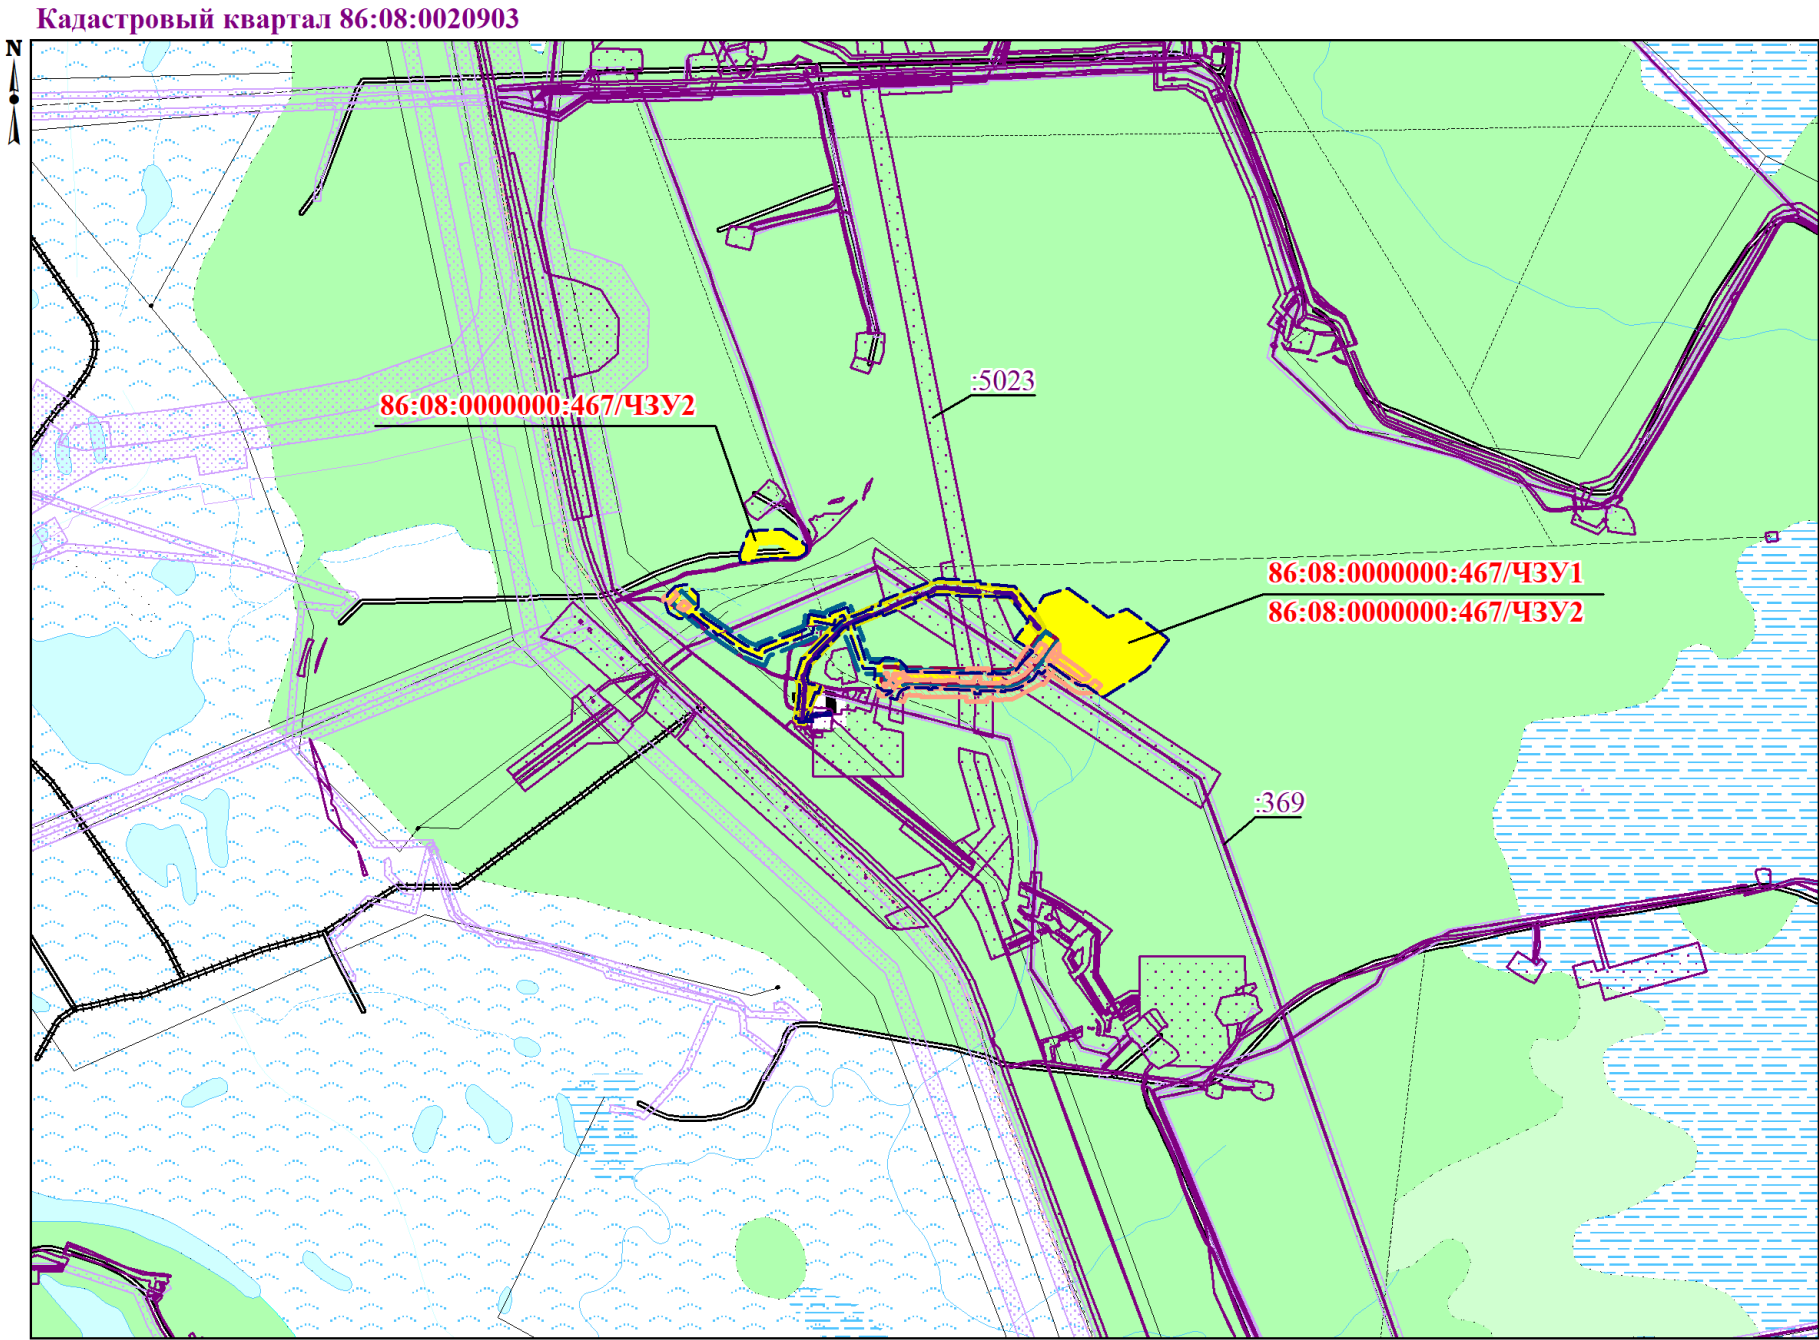 Кадастровый квартал 86:08:0020903
N
:5023
86:08:0000000:467/ЧЗУ2
86:08:0000000:467/ЧЗУ1
86:08:0000000:467/ЧЗУ2
:369